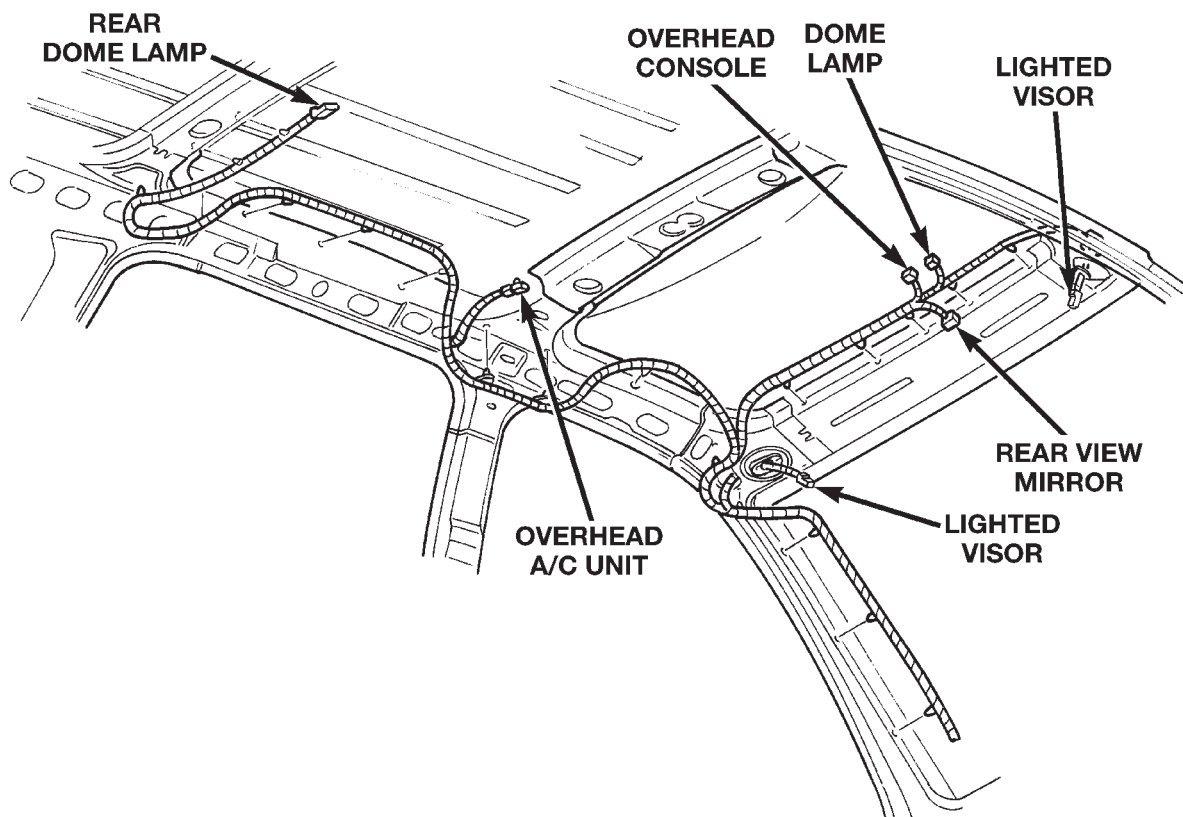 REAR
DOME LAMP
OVERHEAD
CONSOLE
DOME
LAMP
LIGHTED
VISOR
REAR VIEW
MIRROR
LIGHTED
VISOR
OVERHEAD
A/C UNIT